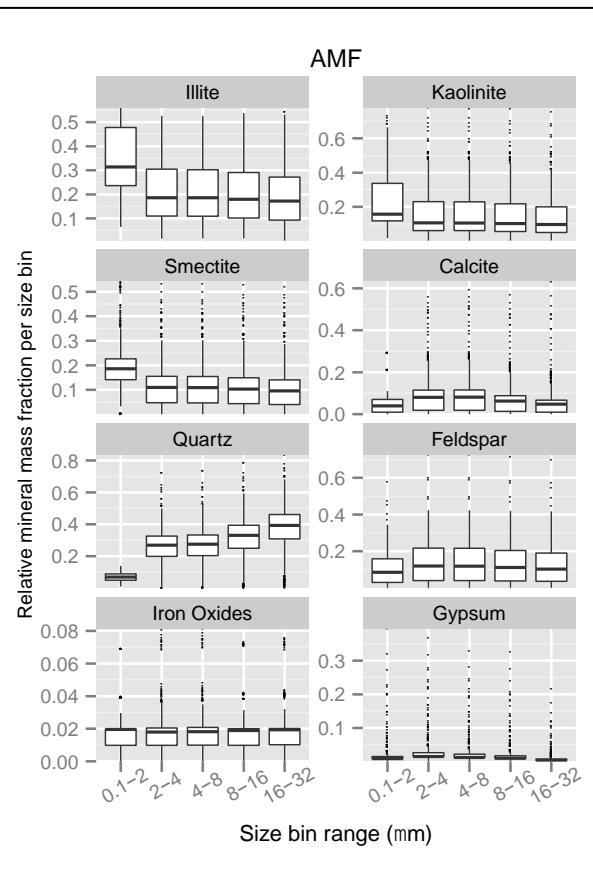 AMF
Illite
Kaolinite
0.5
0.4
0.3
0.2
0.1
0.6
0.4
0.2
Smectite
Calcite
0.5
0.4
0.3
0.2
0.1
0.6
0.4
0.2
0.0
Quartz
Feldspar
0.8
0.6
0.4
0.2
0.6
0.4
0.2
Iron Oxides
Gypsum
0.08
0.06
0.04
0.02
0.00
0.3
0.2
0.1
0.1−2 2−4 4−8 8−16 16−32
0.1−2 2−4 4−8 8−16 16−32
Relative mineral mass fraction per size bin
Size bin range (mm)